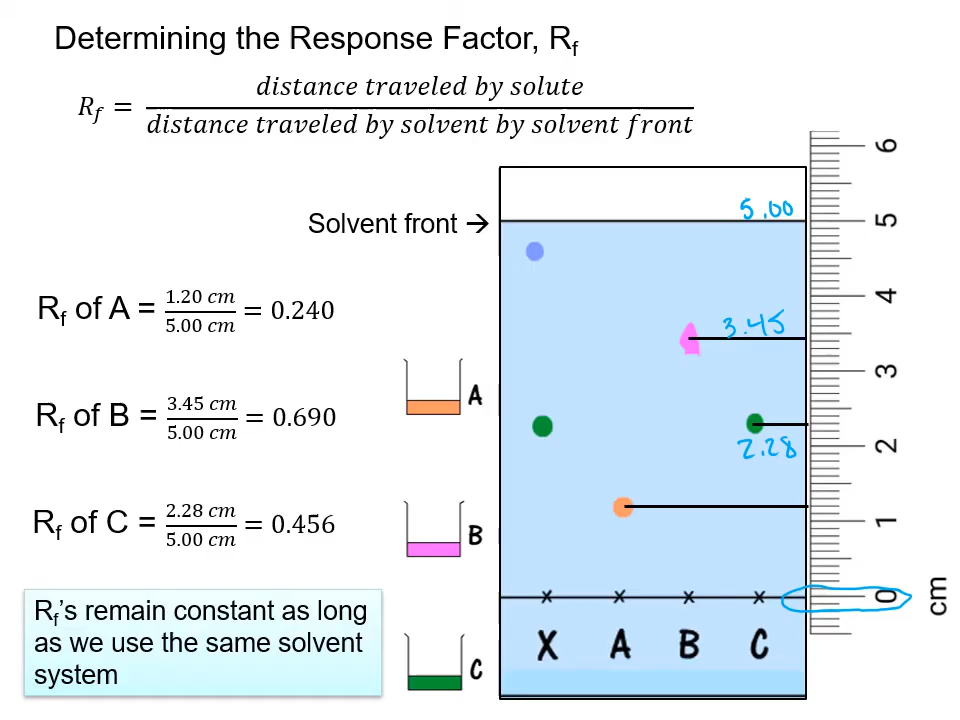 Determining the Response Factor, Rf
Rf = distance traveled by solute / distance traveled by solvent by solvent front
Solvent front →
Rf of A = 1.20 cm / 5.00 cm = 0.240
Rf of B = 3.45 cm / 5.00 cm = 0.690
Rf of C = 2.28 cm / 5.00 cm = 0.456
Rf's remain constant as long
as we use the same solvent
system
A
B
C
5.00
3.45
2.28
x x x x
X A B C
6
5
4
3
2
1
0
cm